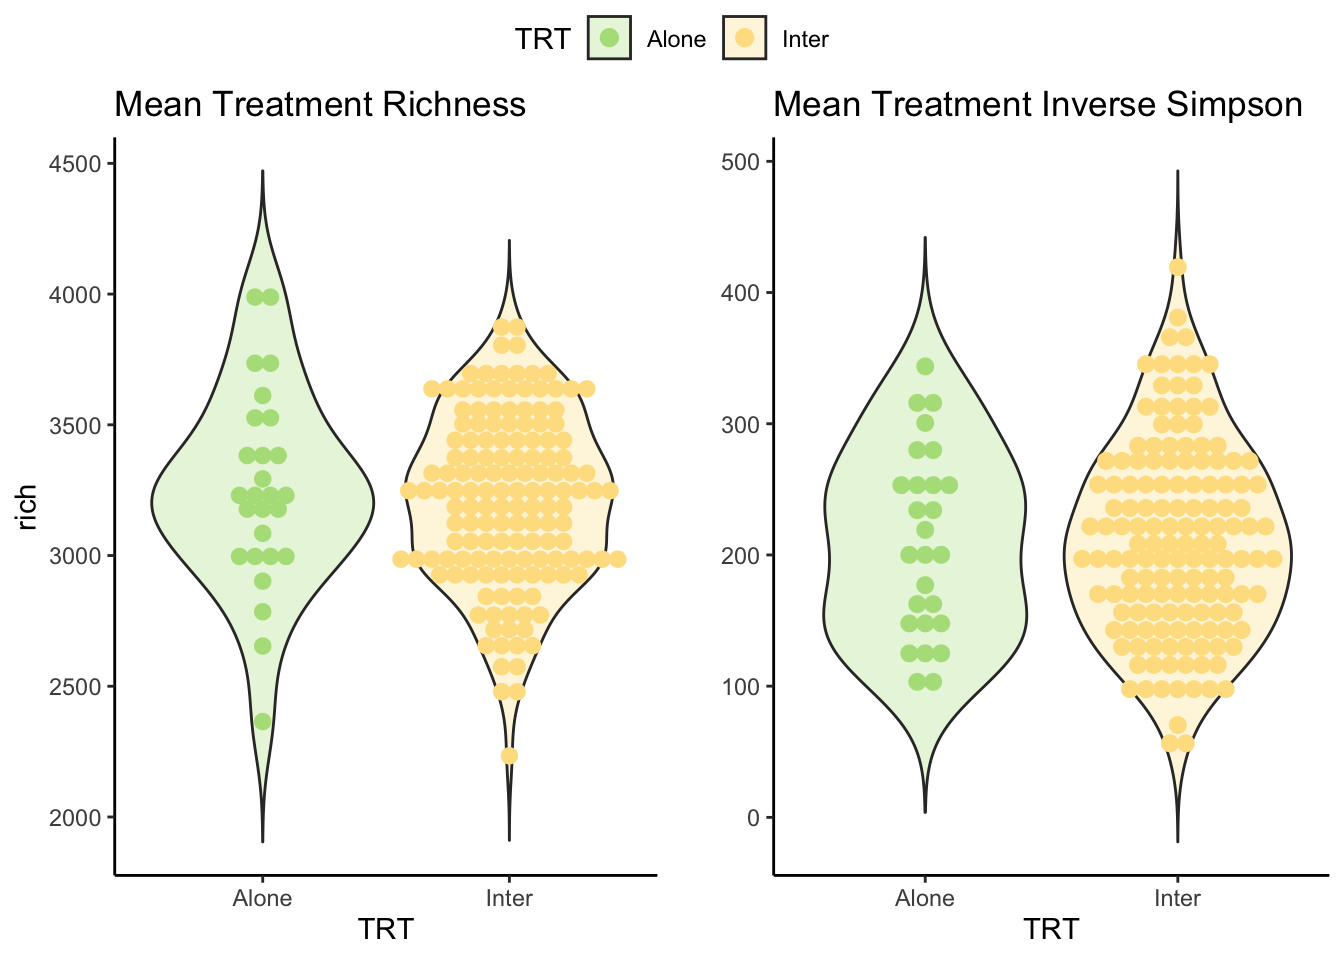 TRT Alone Inter
Mean Treatment Richness
rich
4500
4000
3500
3000
2500
2000
Alone Inter
TRT
Mean Treatment Inverse Simpson
500
400
300
200
100
0
Alone Inter
TRT